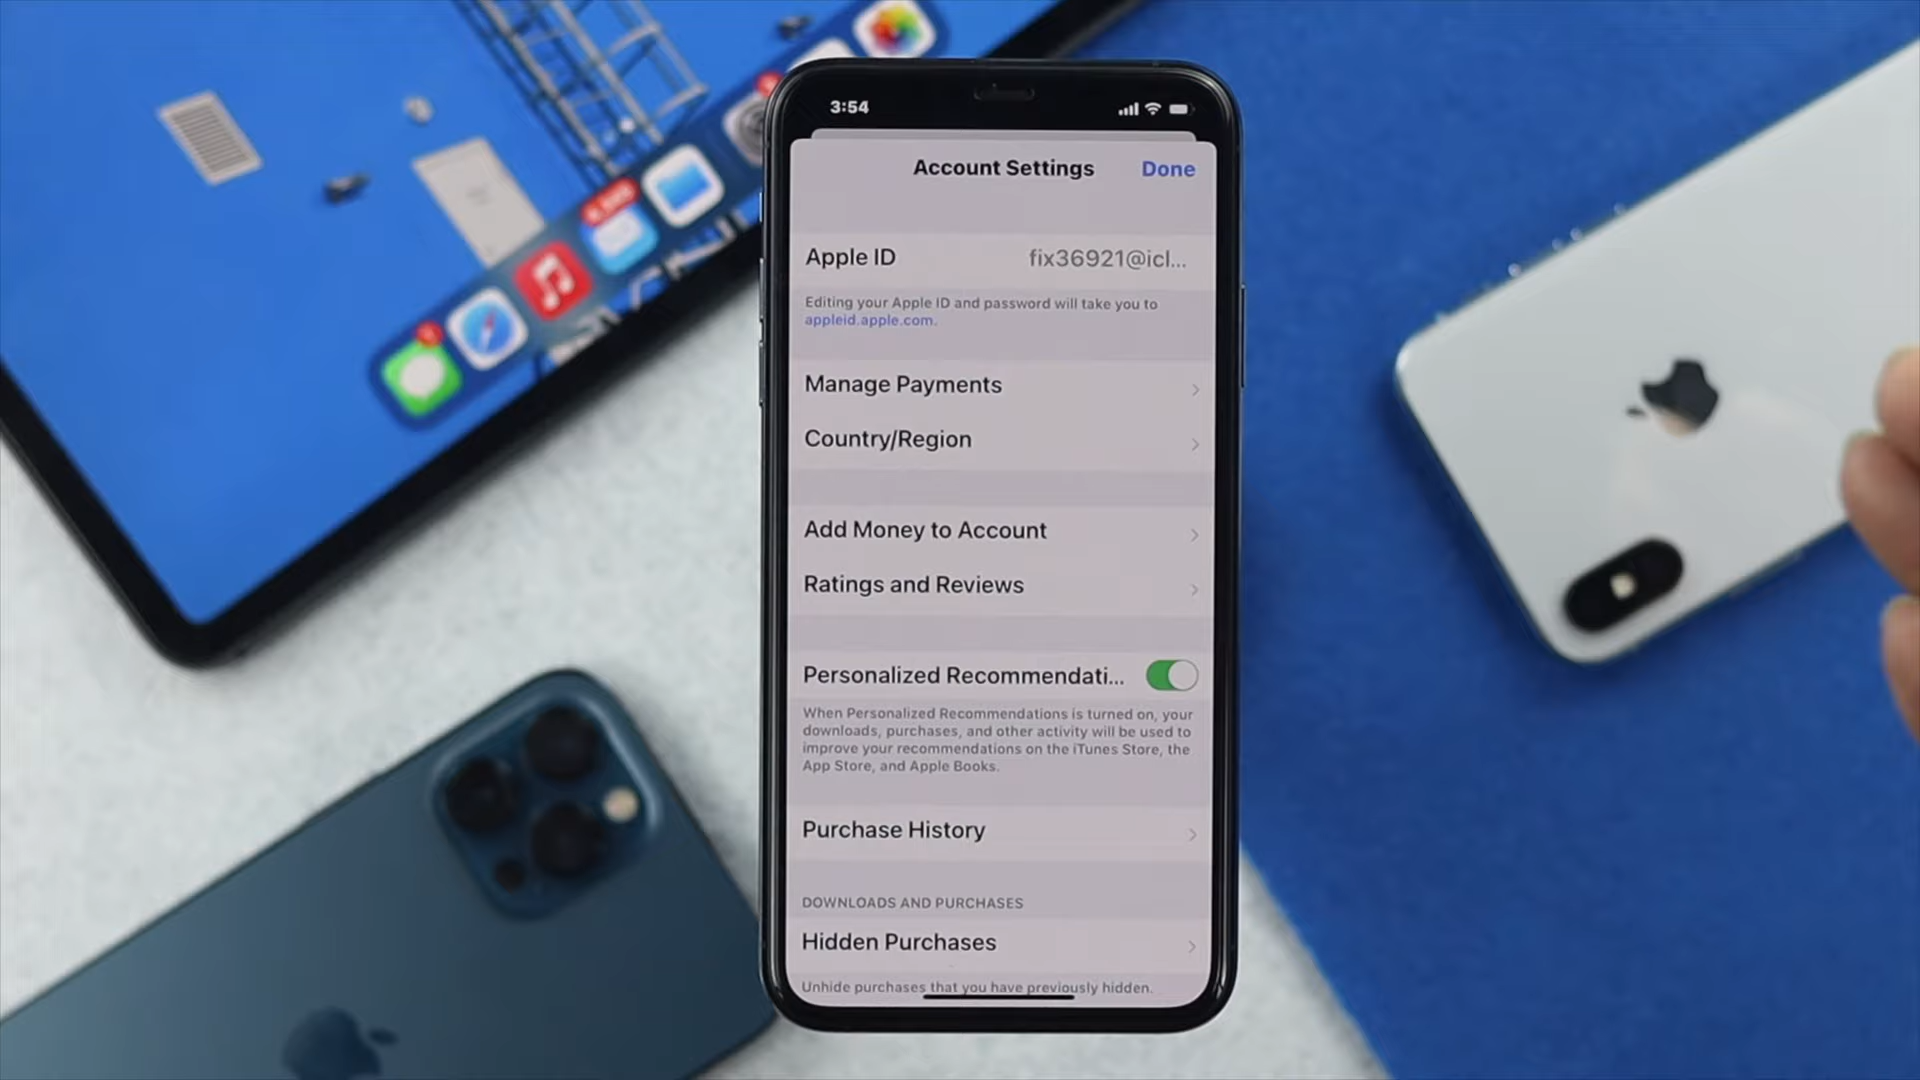 3:54
Account Settings
Done
Apple ID
fix36921@icl...
Editing your Apple ID and password will take you to
appleid.apple.com.
Manage Payments
Country/Region
Add Money to Account
Ratings and Reviews
Personalized Recommendati...
When Personalized Recommendations is turned on, your
downloads, purchases, and other activity will be used to
improve your recommendations on the iTunes Store, the
App Store, and Apple Books.
Purchase History
DOWNLOADS AND PURCHASES
Hidden Purchases
Unhide purchases that you have previously hidden.